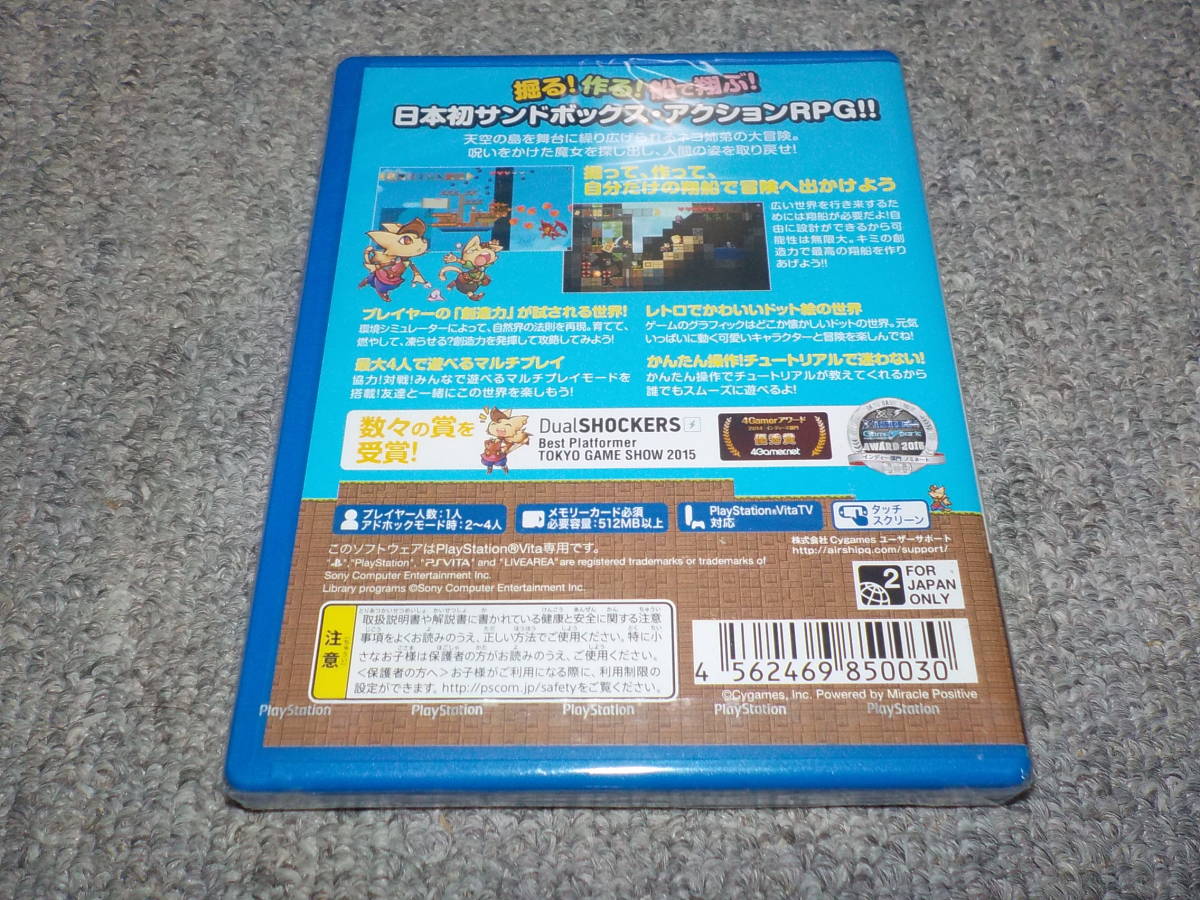 掘る!作る!船で翔ぶ!
日本初サンドボックス・アクションRPG!!
天空の島を舞台に繰り広げられるネコ姉弟の大冒険。
呪いをかけた魔女を探し出し、人間の姿を取り戻せ!
掘って、作って、
自分だけの翔船で冒険へ出かけよう
広い世界を行き来するた
めには翔船が必要だよ!自
由に設計ができるから可
能性は無限大。キミの創
造力で最高の翔船を作り
あげよう!!
プレイヤーの「創造力」が試される世界!
環境シミュレーターによって、自然界の法則を再現。育てて、
燃やして、凍らせる?創造力を発揮して攻略してみよう!
レトロでかわいいドット絵の世界
ゲームのグラフィックはどこか懐かしいドットの世界。元気
いっぱいに動く可愛いキャラクターと冒険を楽しんでね!
最大4人で遊べるマルチプレイ
協力!対戦!みんなで遊べるマルチプレイモードを
搭載!友達と一緒にこの世界を楽しもう!
かんたん操作!チュートリアルで迷わない!
かんたん操作でチュートリアルが教えてくれるから
誰でもスムーズに遊べるよ!
数々の賞を
受賞!
DualSHOCKERS
Best Platformer
TOKYO GAME SHOW 2015
4Gamerアワード
2014 インディーズ部門
優秀賞
4Gamer.net
AWARD 2015
プレイヤー人数:1人
アドホックモード時:2~4人
メモリーカード必須
必要容量:512MB以上
PlayStation®VitaTV
対応
タッチ
スクリーン
このソフトウェアはPlayStation®Vita専用です。
"PlayStation", "PSVITA" and "LIVEAREA" are registered trademarks or trademarks of
Sony Computer Entertainment Inc.
Library programs ©Sony Computer Entertainment Inc.
株式会社 Cygames ユーザーサポート
http://airshipq.com/support/
2
FOR
JAPAN
ONLY
注意
取扱説明書や解説書に書かれている健康と安全に関する注意
事項をよくお読みのうえ、正しい方法でご使用ください。特に小
さなお子様は保護者の方がお読みのうえ、ご使用ください。
<保護者の方へ>お子様がご利用になる際に、利用制限の
設定ができます。http://pscom.jp/safetyをご覧ください。
4 562469 850030
©Cygames, Inc. Powered by Miracle Positive
PlayStation PlayStation PlayStation PlayStation PlayStation